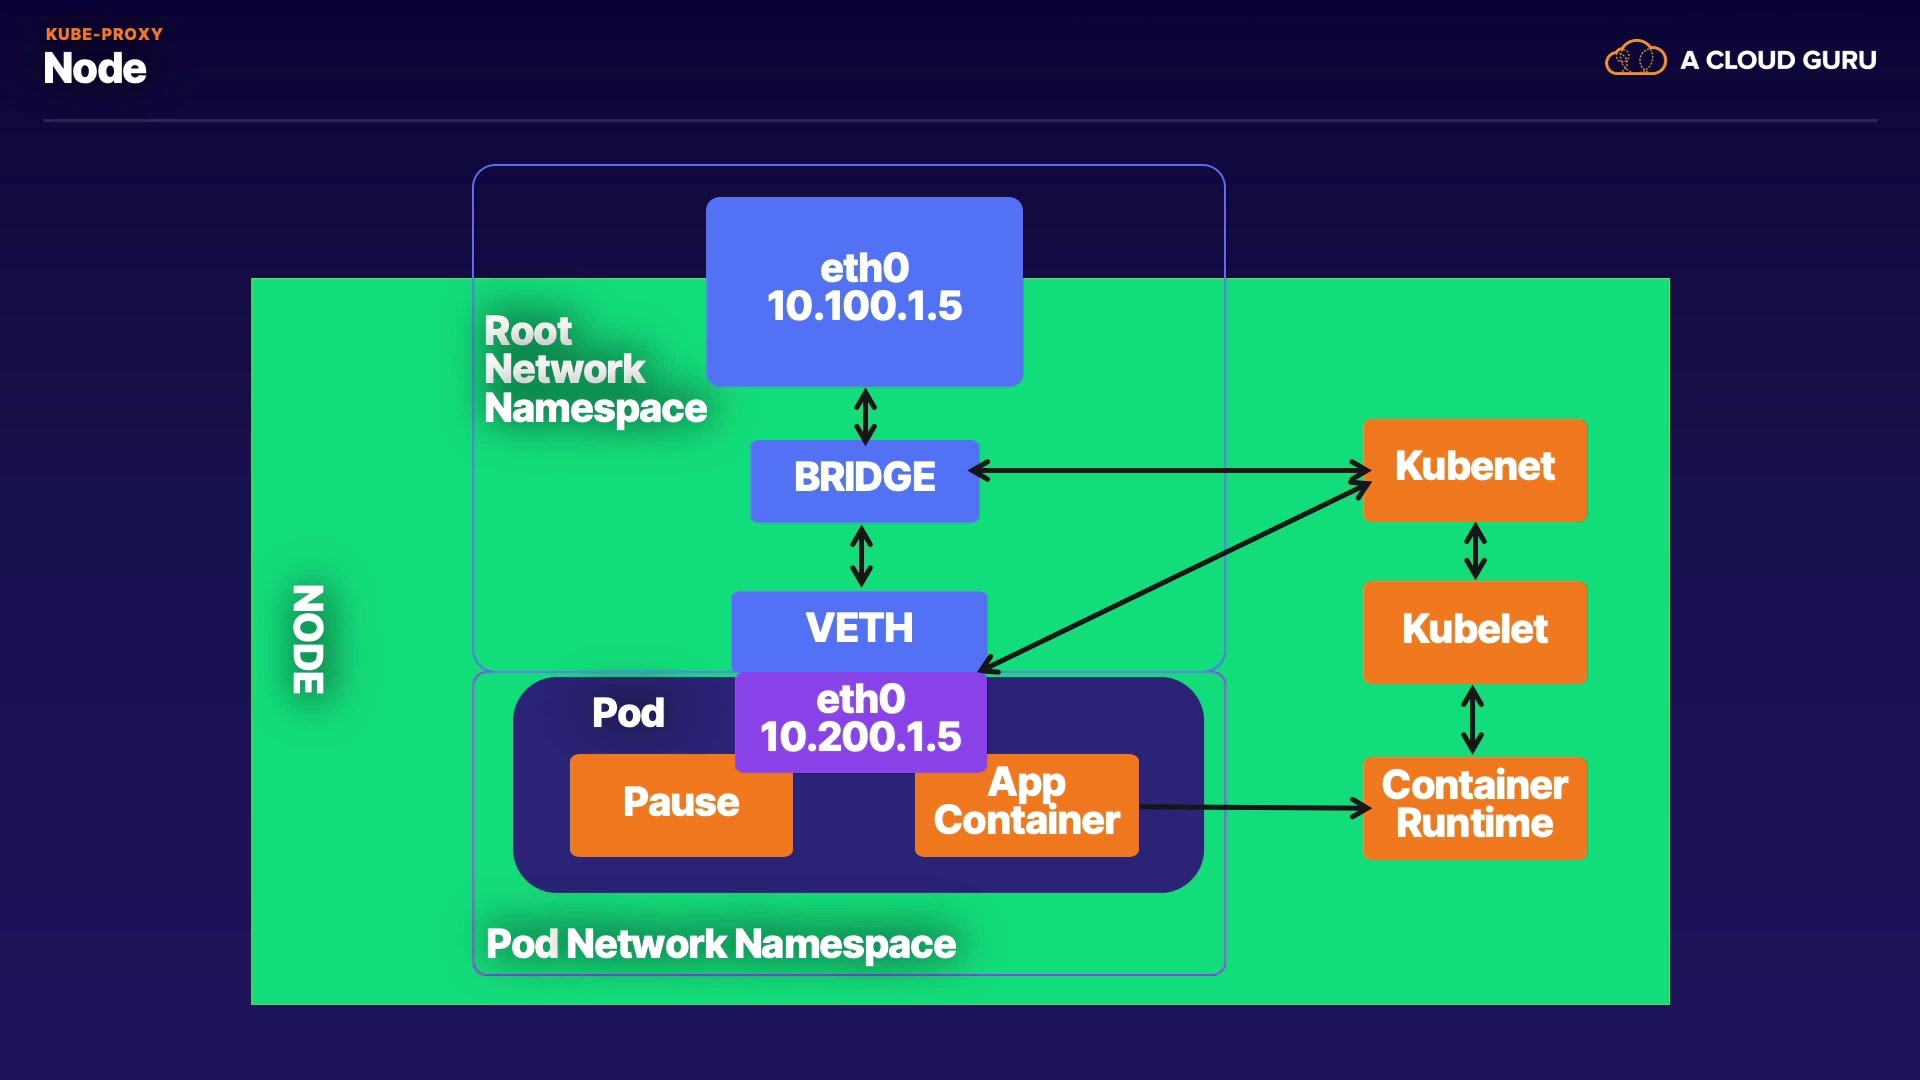 KUBE-PROXY
Node
A CLOUD GURU
eth0
10.100.1.5
Root
Network
Namespace
BRIDGE
Kubenet
NODE
VETH
Kubelet
Pod
eth0
10.200.1.5
Pause
App
Container
Container
Runtime
Pod Network Namespace